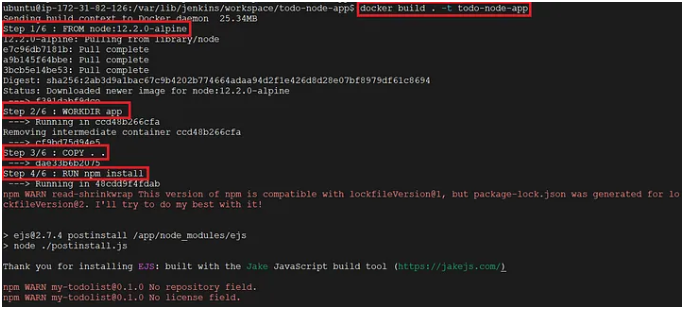 ubuntu@ip-172-31-82-126:/var/lib/jenkins/workspace/todo-node-app$ docker build . -t todo-node-app
Sending build context to Docker daemon  25.34MB
Step 1/6 : FROM node:12.2.0-alpine
12.2.0-alpine: Pulling from library/node
e7c96db7181b: Pull complete
a9b145f64bbe: Pull complete
3bcb5e14be53: Pull complete
Digest: sha256:2ab3d9a1bac67c9b4202b774664adaa94d2f1e426d8d28e07bf8979df61c8694
Status: Downloaded newer image for node:12.2.0-alpine
 ---> f391dabf9dce
Step 2/6 : WORKDIR app
 ---> Running in ccd48b266cfa
Removing intermediate container ccd48b266cfa
 ---> cf9bd75d94e5
Step 3/6 : COPY . .
 ---> dae33b6b2075
Step 4/6 : RUN npm install
 ---> Running in 48cdd9f4fdab
npm WARN read-shrinkwrap This version of npm is compatible with lockfileVersion@1, but package-lock.json was generated for lo
ckfileVersion@2. I'll try to do my best with it!
> ejs@2.7.4 postinstall /app/node_modules/ejs
> node ./postinstall.js
Thank you for installing EJS: built with the Jake JavaScript build tool (https://jakejs.com/)
npm WARN my-todolist@0.1.0 No repository field.
npm WARN my-todolist@0.1.0 No license field.